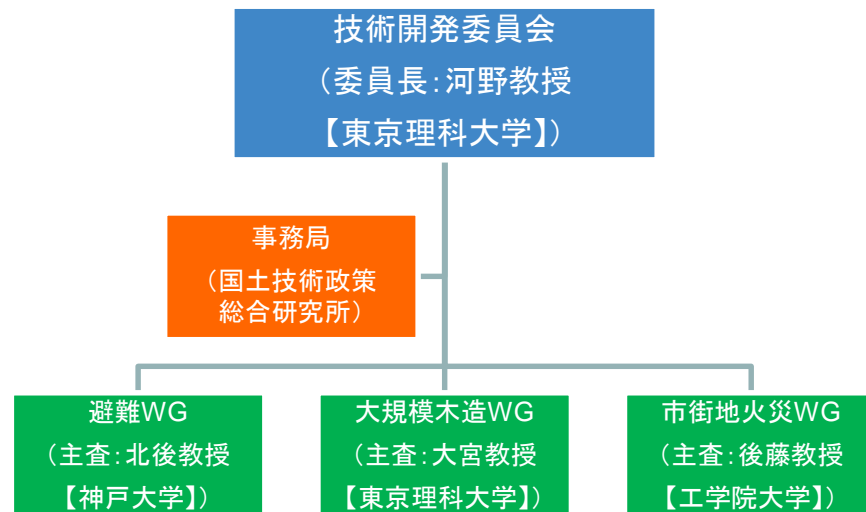 技術開発委員会
（委員長：河野教授
【東京理科大学】）
事務局
（国土技術政策
総合研究所）
避難WG
（主査：北後教授
【神戸大学】）
大規模木造WG
（主査：大宮教授
【東京理科大学】）
市街地火災WG
（主査：後藤教授
【工学院大学】）